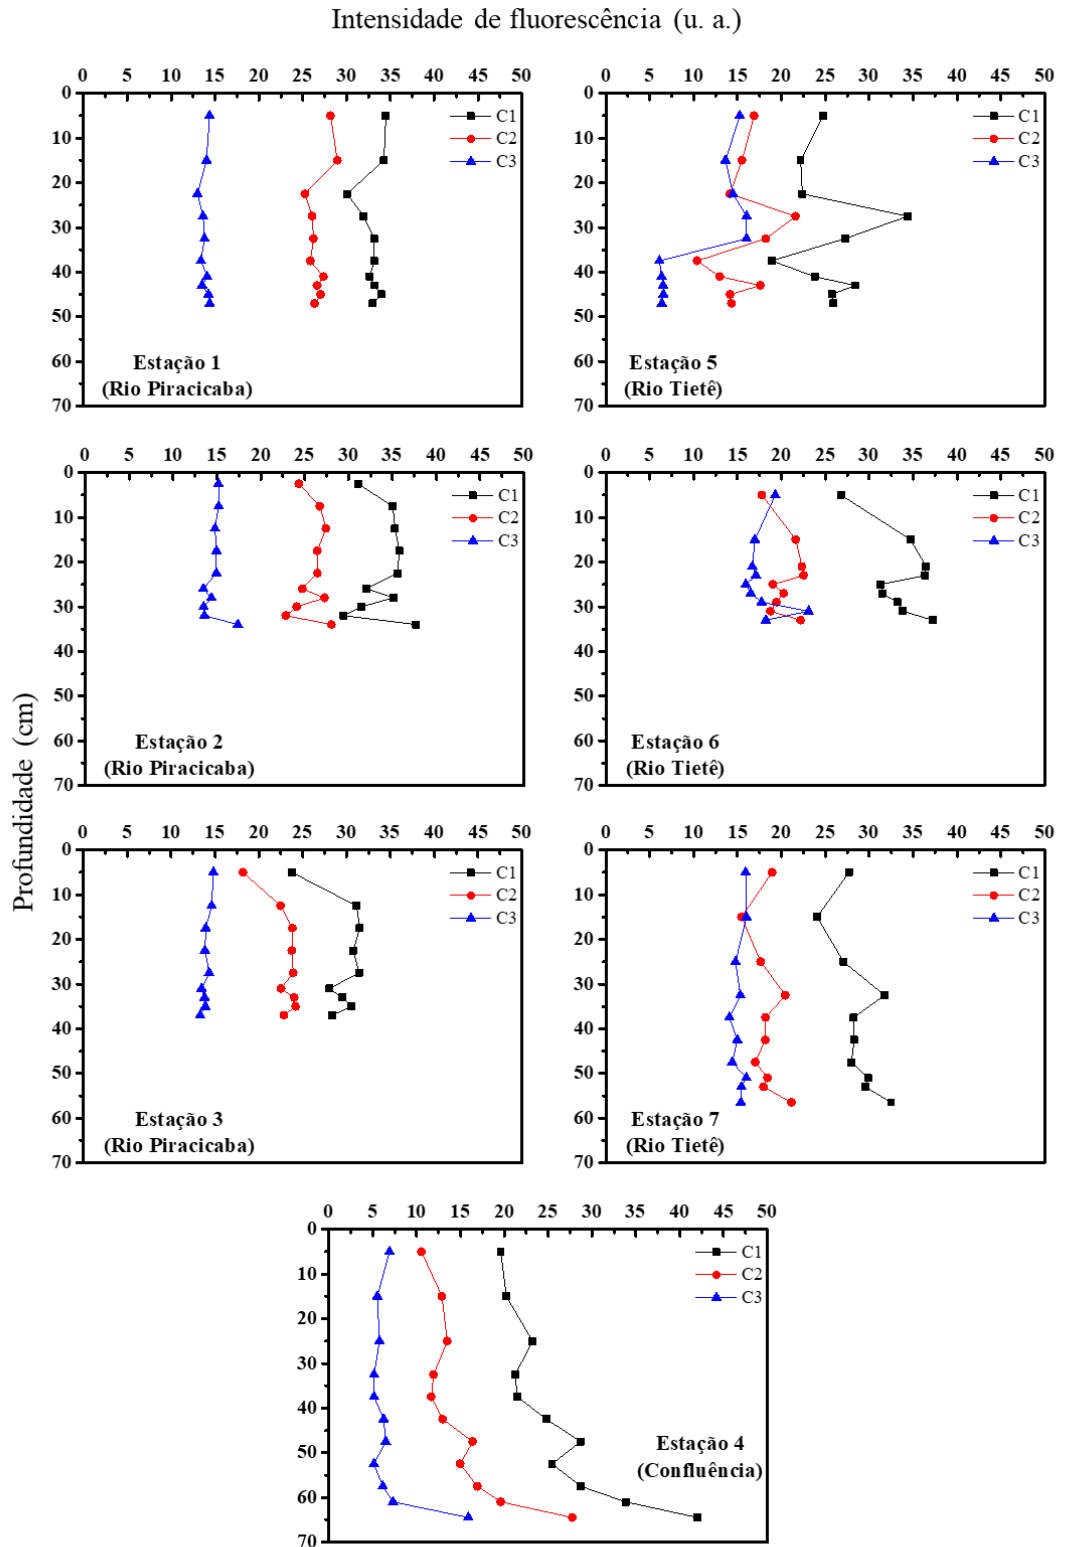 Intensidade de fluorescência (u. a.)
Profundidade (cm)
0 5 10 15 20 25 30 35 40 45 50
0
10
20
30
40
50
60
70
C1
C2
C3
Estação 1
(Rio Piracicaba)
0 5 10 15 20 25 30 35 40 45 50
0
10
20
30
40
50
60
70
C1
C2
C3
Estação 5
(Rio Tietê)
0 5 10 15 20 25 30 35 40 45 50
0
10
20
30
40
50
60
70
C1
C2
C3
Estação 2
(Rio Piracicaba)
0 5 10 15 20 25 30 35 40 45 50
0
10
20
30
40
50
60
70
C1
C2
C3
Estação 6
(Rio Tietê)
0 5 10 15 20 25 30 35 40 45 50
0
10
20
30
40
50
60
70
C1
C2
C3
Estação 3
(Rio Piracicaba)
0 5 10 15 20 25 30 35 40 45 50
0
10
20
30
40
50
60
70
C1
C2
C3
Estação 7
(Rio Tietê)
0 5 10 15 20 25 30 35 40 45 50
0
10
20
30
40
50
60
70
C1
C2
C3
Estação 4
(Confluência)